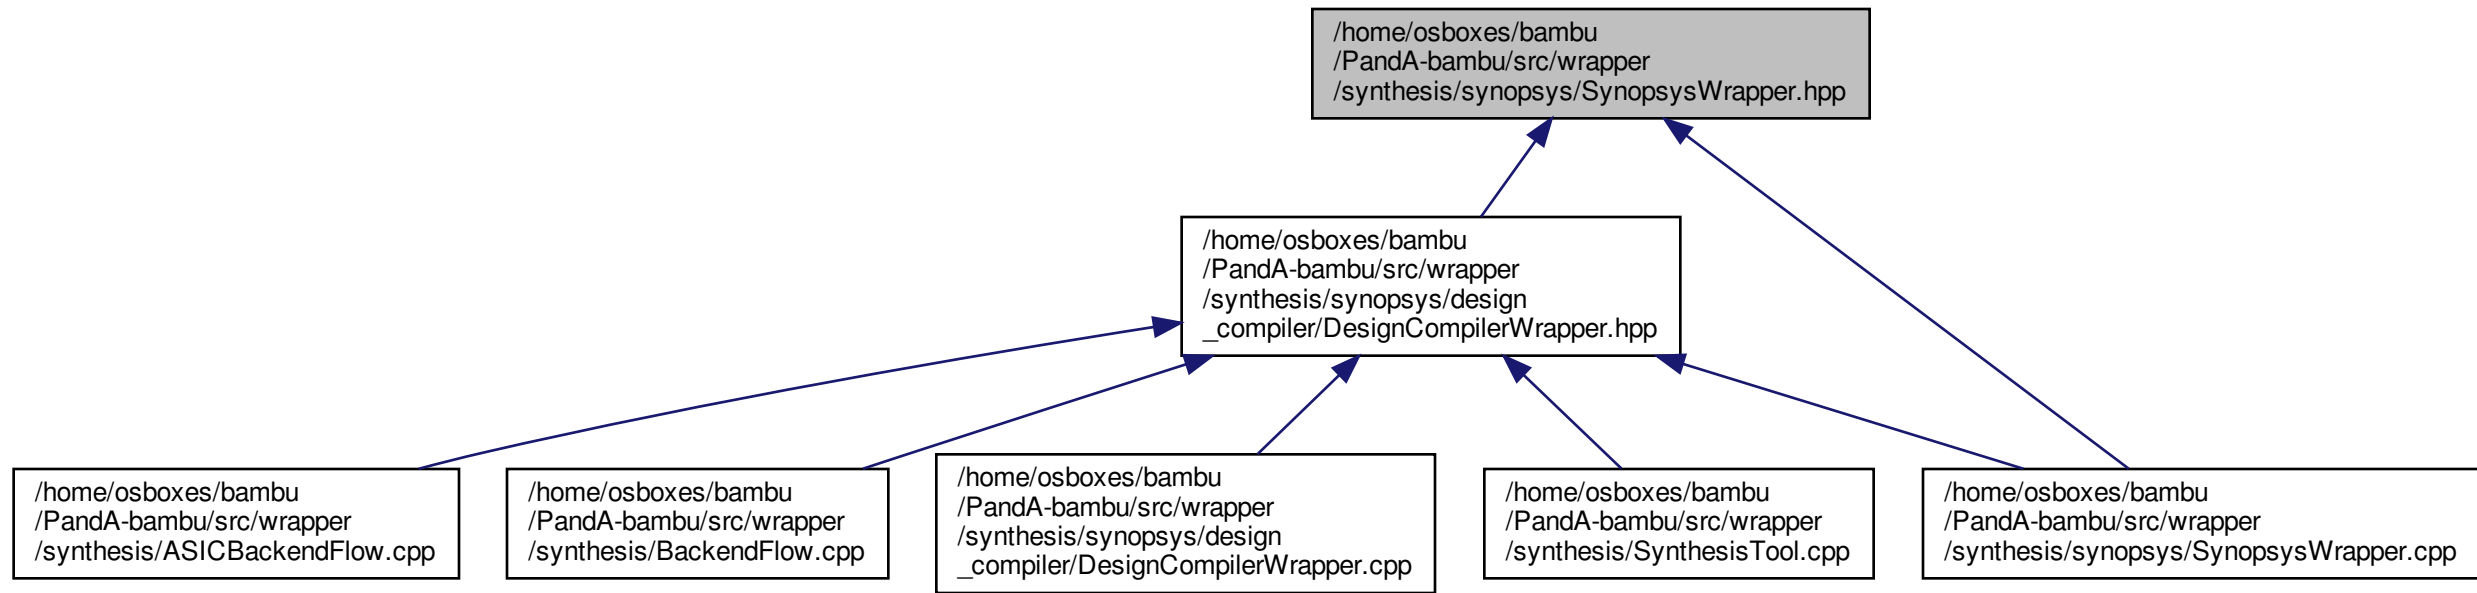 /home/osboxes/bambu
/PandA-bambu/src/wrapper
/synthesis/synopsys/SynopsysWrapper.hpp
/home/osboxes/bambu
/PandA-bambu/src/wrapper
/synthesis/synopsys/design
_compiler/DesignCompilerWrapper.hpp
/home/osboxes/bambu
/PandA-bambu/src/wrapper
/synthesis/ASICBackendFlow.cpp
/home/osboxes/bambu
/PandA-bambu/src/wrapper
/synthesis/BackendFlow.cpp
/home/osboxes/bambu
/PandA-bambu/src/wrapper
/synthesis/synopsys/design
_compiler/DesignCompilerWrapper.cpp
/home/osboxes/bambu
/PandA-bambu/src/wrapper
/synthesis/SynthesisTool.cpp
/home/osboxes/bambu
/PandA-bambu/src/wrapper
/synthesis/synopsys/SynopsysWrapper.cpp